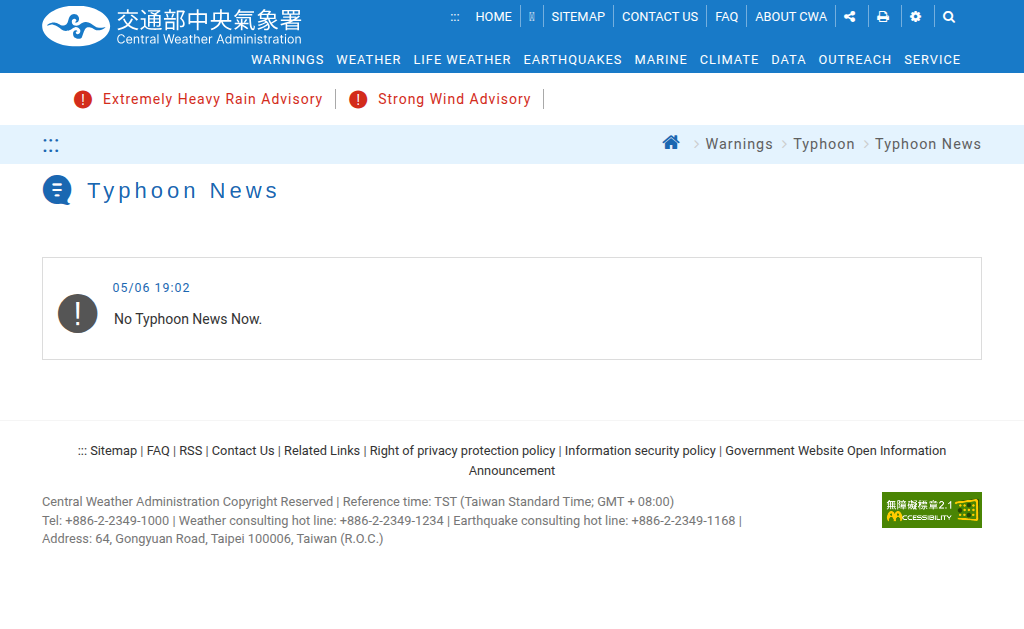 交通部中央氣象署
Central Weather Administration
::: HOME SITEMAP CONTACT US FAQ ABOUT CWA
WARNINGS WEATHER LIFE WEATHER EARTHQUAKES MARINE CLIMATE DATA OUTREACH SERVICE
Extremely Heavy Rain Advisory
Strong Wind Advisory
::: Warnings Typhoon Typhoon News
Typhoon News
05/06 19:02
No Typhoon News Now.
::: Sitemap | FAQ | RSS | Contact Us | Related Links | Right of privacy protection policy | Information security policy | Government Website Open Information
Announcement
Central Weather Administration Copyright Reserved | Reference time: TST (Taiwan Standard Time; GMT + 08:00)
Tel: +886-2-2349-1000 | Weather consulting hot line: +886-2-2349-1234 | Earthquake consulting hot line: +886-2-2349-1168 |
Address: 64, Gongyuan Road, Taipei 100006, Taiwan (R.O.C.)
無障礙標章2.1
AACCESSIBILITY